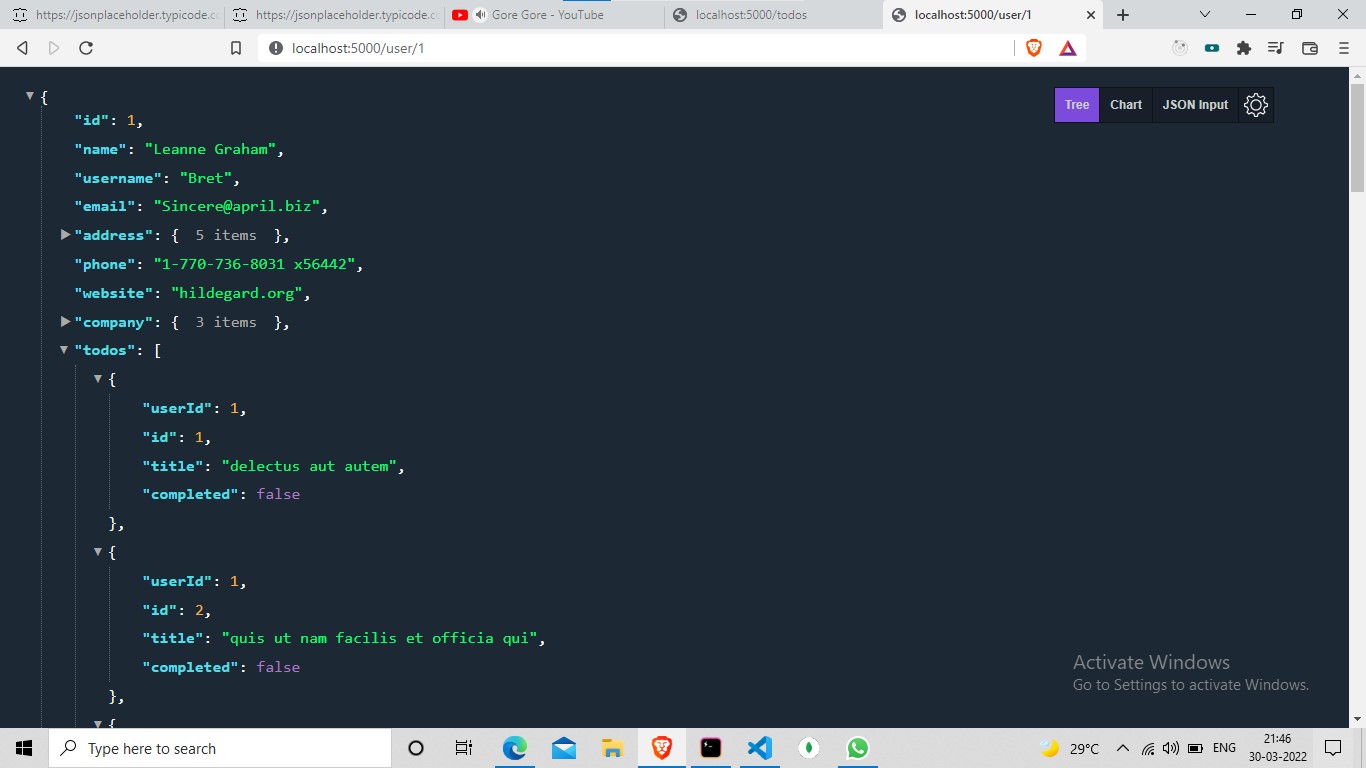 https://jsonplaceholder.typicode.co
https://jsonplaceholder.typicode.co
Gore Gore - YouTube
localhost:5000/todos
localhost:5000/user/1
localhost:5000/user/1
Tree
Chart
JSON Input
{
"id": 1,
"name": "Leanne Graham",
"username": "Bret",
"email": "Sincere@april.biz",
"address": { 5 items },
"phone": "1-770-736-8031 x56442",
"website": "hildegard.org",
"company": { 3 items },
"todos": [
{
"userId": 1,
"id": 1,
"title": "delectus aut autem",
"completed": false
},
{
"userId": 1,
"id": 2,
"title": "quis ut nam facilis et officia qui",
"completed": false
},
{
Activate Windows
Go to Settings to activate Windows.
Type here to search
29°C
ENG
21:46
30-03-2022